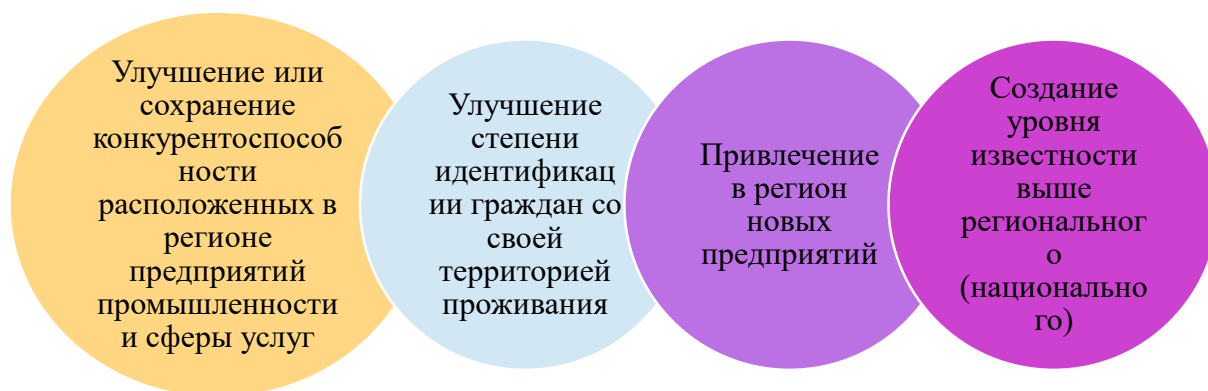 Улучшение или
сохранение
конкурентоспособ
ности
расположенных в
регионе
предприятий
промышленности
и сферы услуг
Улучшение
степени
идентификац
ии граждан со
своей
территорией
проживания
Привлечение
в регион
новых
предприятий
Создание
уровня
известности
выше
региональног
о
(национально
го)